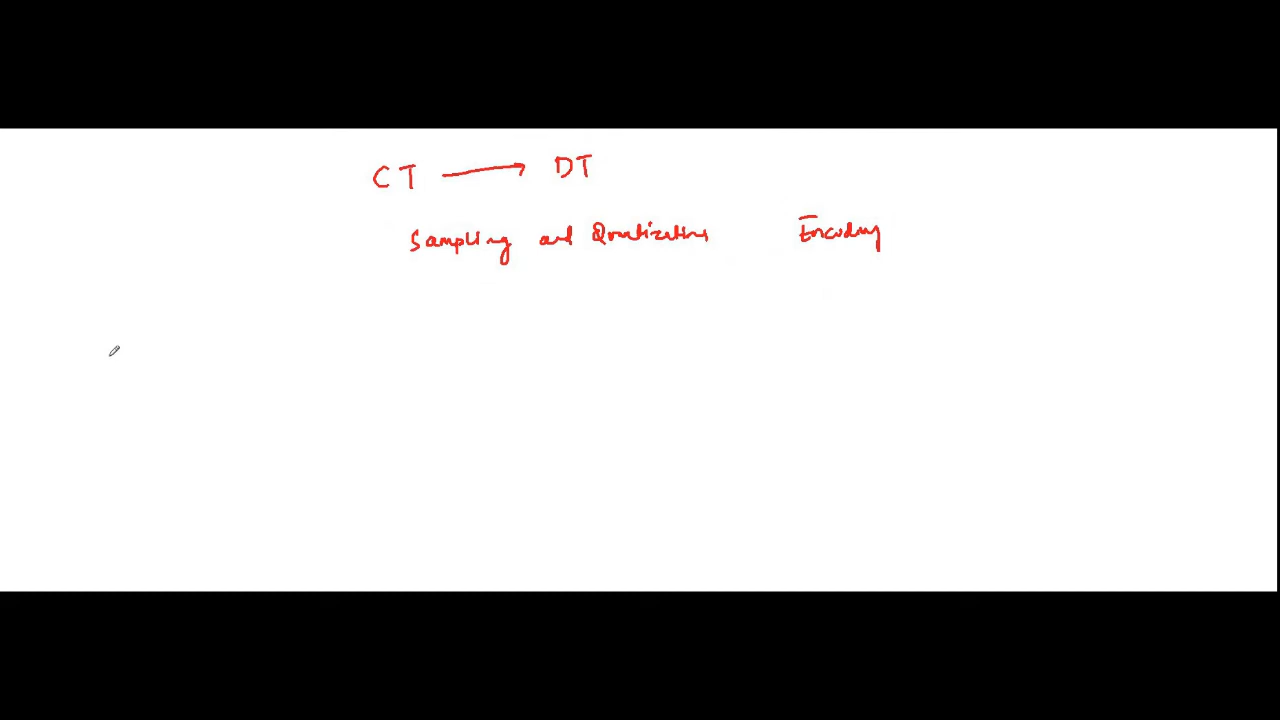 CT → DT
Sampling and Quantization Encoding